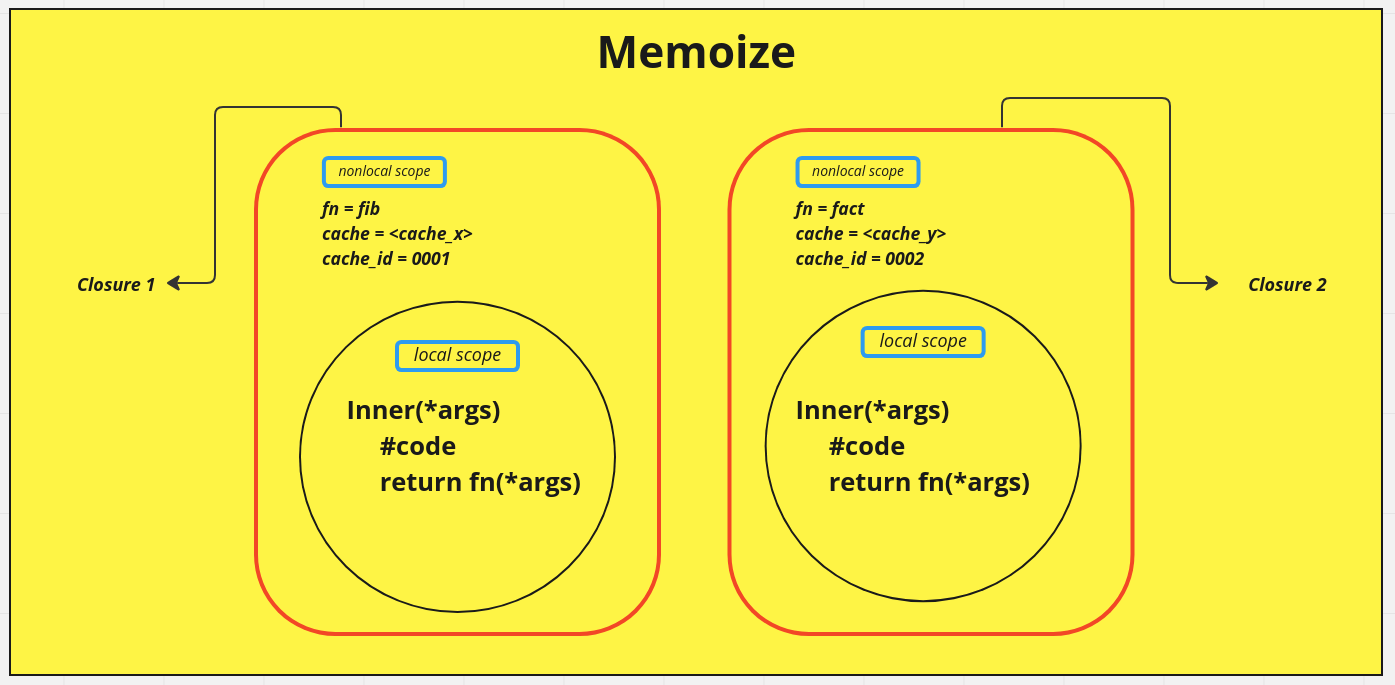 Memoize
nonlocal scope
fn = fib
cache = <cache_x>
cache_id = 0001
Closure 1
local scope
Inner(*args)
#code
return fn(*args)
nonlocal scope
fn = fact
cache = <cache_y>
cache_id = 0002
Closure 2
local scope
Inner(*args)
#code
return fn(*args)